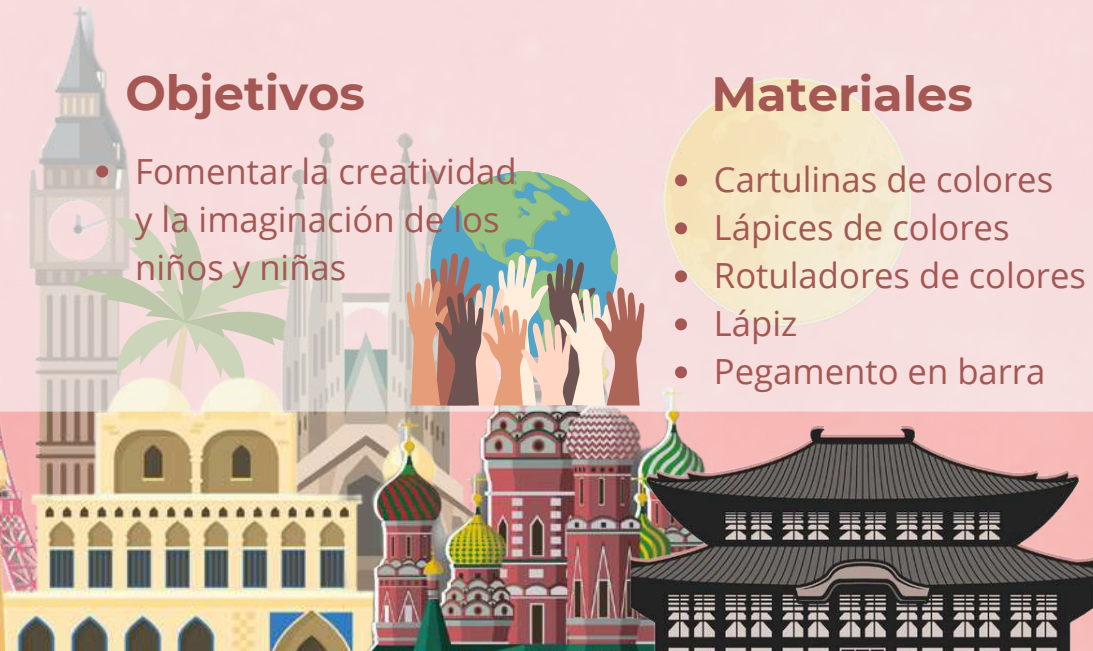 Objetivos
• Fomentar la creatividad
y la imaginación de los
niños y niñas
Materiales
• Cartulinas de colores
• Lápices de colores
• Rotuladores de colores
• Lápiz
• Pegamento en barra